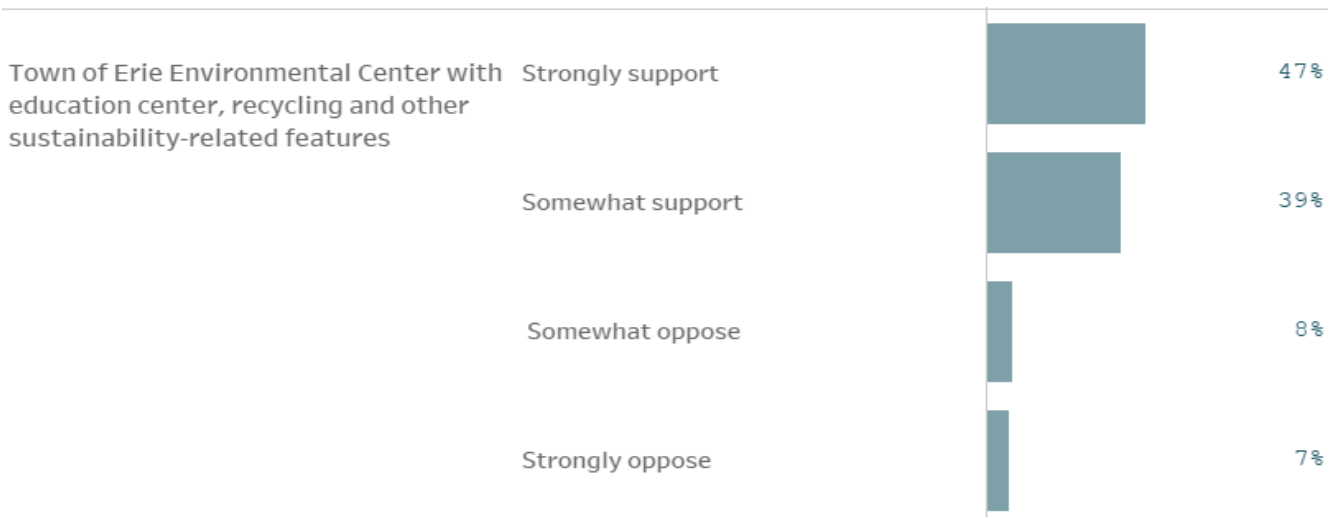 Town of Erie Environmental Center with
education center, recycling and other
sustainability-related features
Strongly support 47%
Somewhat support 39%
Somewhat oppose 8%
Strongly oppose 7%